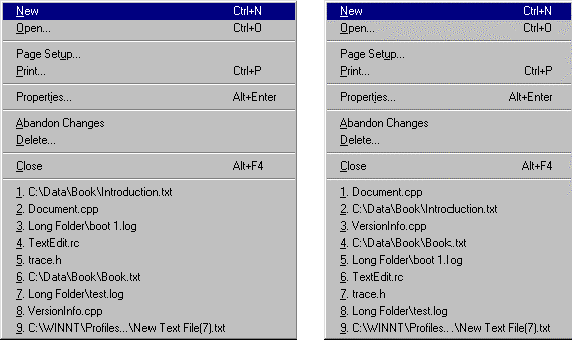 New Ctrl+N
Open... Ctrl+O
Page Setup...
Print... Ctrl+P
Properties... Alt+Enter
Abandon Changes
Delete...
Close Alt+F4
1. C:\Data\Book\Introduction.txt
2. Document.cpp
3. Long Folder\boot 1.log
4. TextEdit.rc
5. trace.h
6. C:\Data\Book\Book.txt
7. Long Folder\test.log
8. VersionInfo.cpp
9. C:\WINNT\Profiles...\New Text File(7).txt
New Ctrl+N
Open... Ctrl+O
Page Setup...
Print... Ctrl+P
Properties... Alt+Enter
Abandon Changes
Delete...
Close Alt+F4
1. Document.cpp
2. C:\Data\Book\Introduction.txt
3. VersionInfo.cpp
4. C:\Data\Book\Book.txt
5. Long Folder\boot 1.log
6. TextEdit.rc
7. trace.h
8. Long Folder\test.log
9. C:\WINNT\Profiles...\New Text File(7).txt